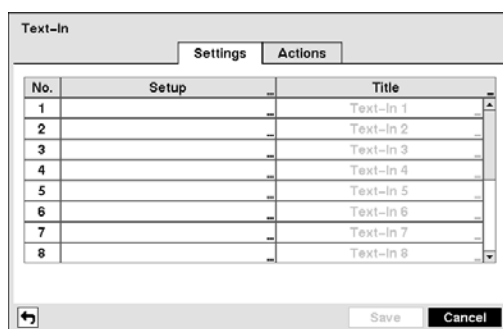 Text-In
Settings Actions
No. Setup ... Title ...
1 ... Text-In 1 ...
2 ... Text-In 2 ...
3 ... Text-In 3 ...
4 ... Text-In 4 ...
5 ... Text-In 5 ...
6 ... Text-In 6 ...
7 ... Text-In 7 ...
8 ... Text-In 8 ...
Save Cancel